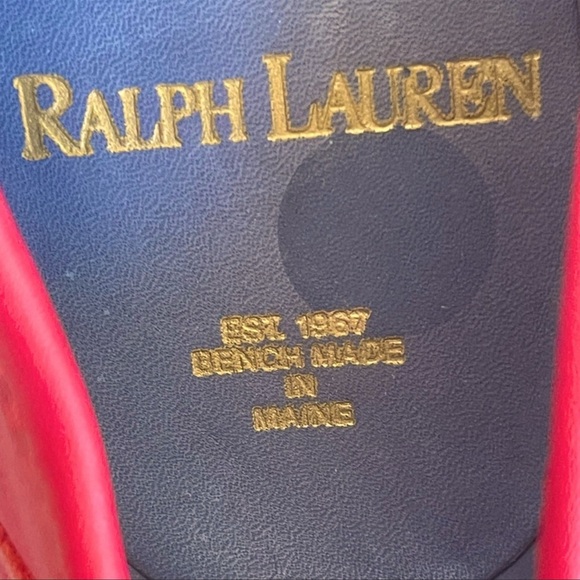 RALPH LAUREN
EST. 1967
BENCH MADE
IN
MAINE